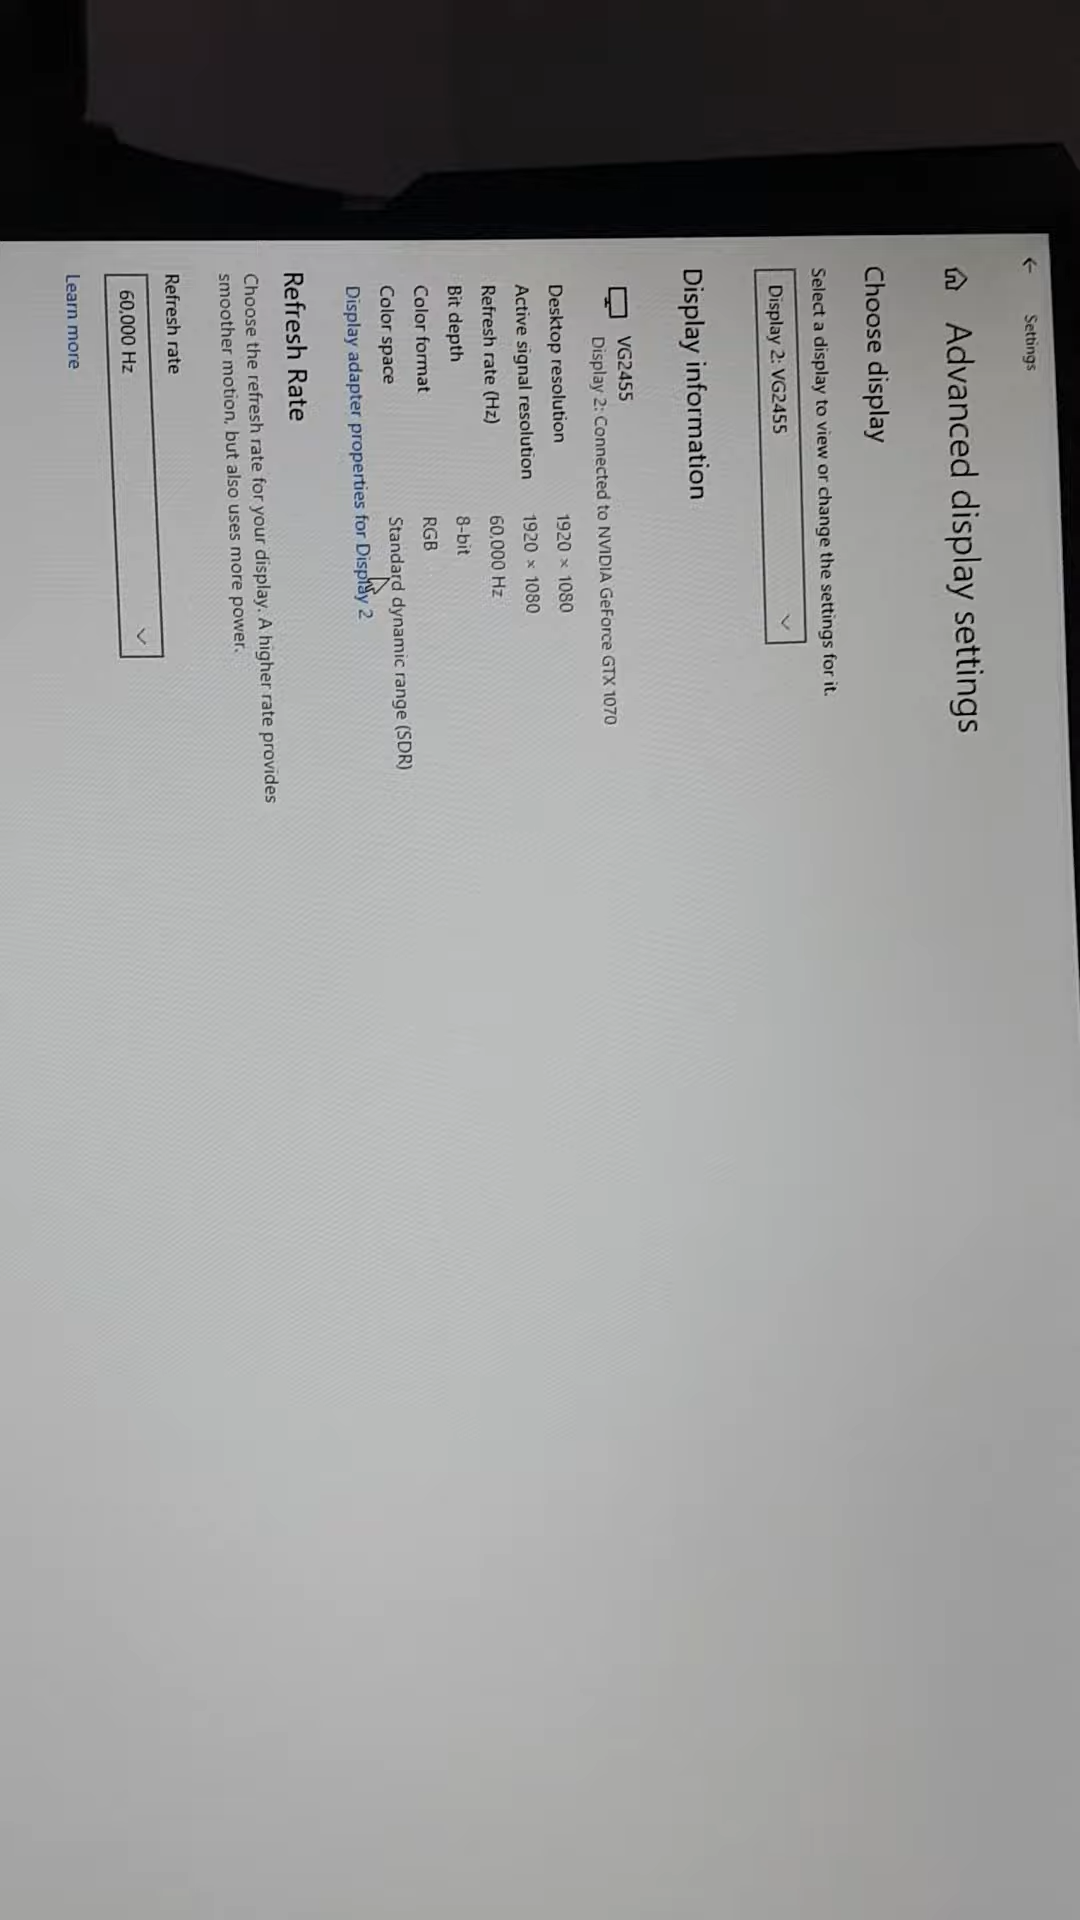 Settings
Advanced display settings
Choose display
Select a display to view or change the settings for it.
Display 2: VG2455
Display information
VG2455
Display 2: Connected to NVIDIA GeForce GTX 1070
Desktop resolution 1920 × 1080
Active signal resolution 1920 × 1080
Refresh rate (Hz) 60,000 Hz
Bit depth 8-bit
Color format RGB
Color space Standard dynamic range (SDR)
Display adapter properties for Display 2
Refresh Rate
Choose the refresh rate for your display. A higher rate provides
smoother motion, but also uses more power.
Refresh rate
60,000 Hz
Learn more